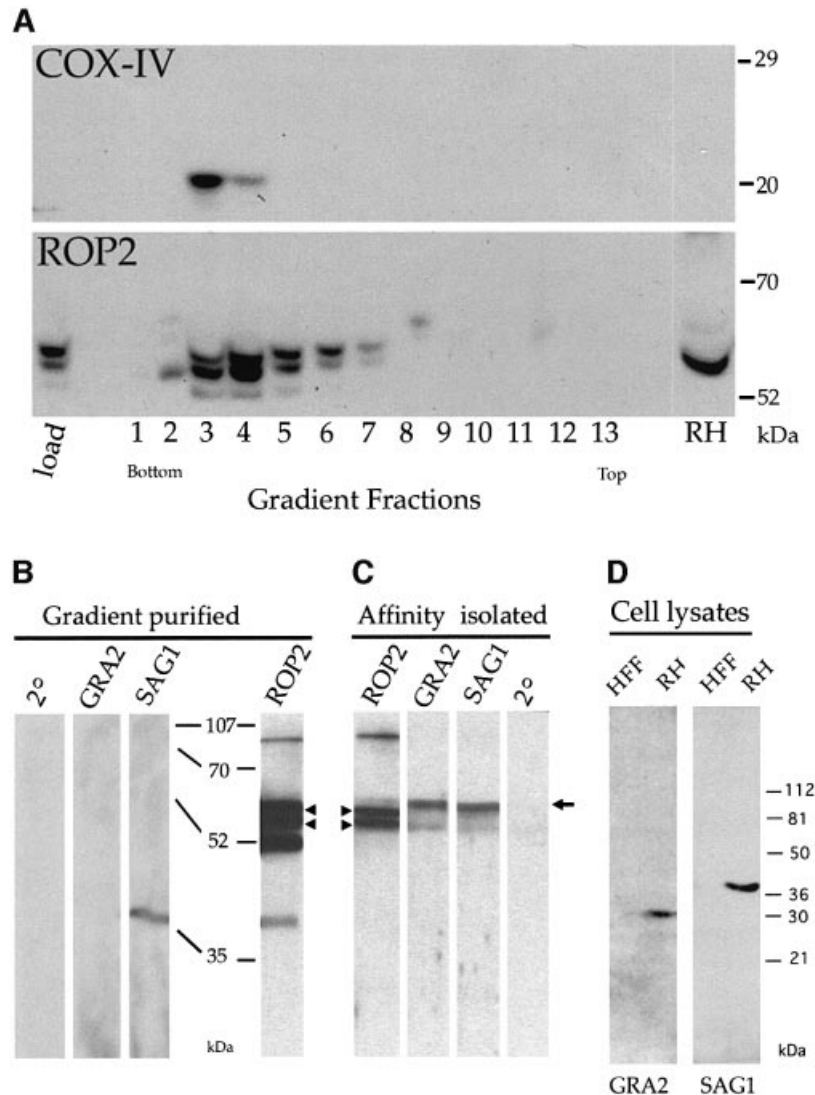 A
COX-IV
29
20
ROP2
70
52
load 1 2 3 4 5 6 7 8 9 10 11 12 13 RH kDa
Bottom Top
Gradient Fractions
B
Gradient purified
2° GRA2 SAG1 ROP2
107
70
52
35
kDa
C
Affinity isolated
ROP2 GRA2 SAG1 2°
D
Cell lysates
HFF RH HFF RH
112
81
50
36
30
21
kDa
GRA2 SAG1